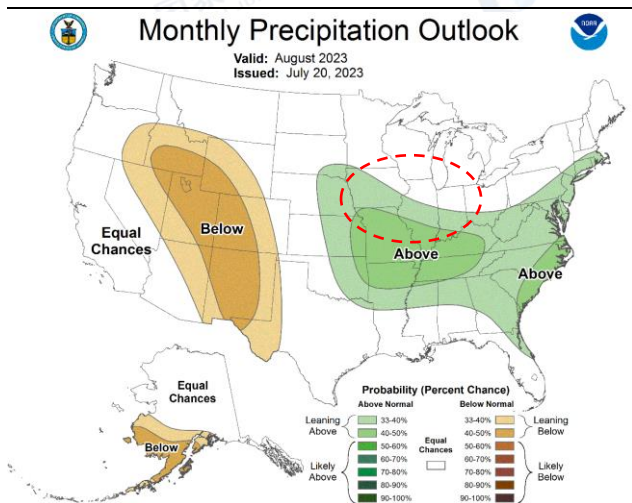 Monthly Precipitation Outlook
Valid: August 2023
Issued: July 20, 2023
NOAA
Equal
Chances
Below
Above
Above
Equal
Chances
Below
Probability (Percent Chance)
Above Normal
Below Normal
Leaning
Above
33-40%
40-50%
Likely
Above
50-60%
60-70%
70-80%
80-90%
90-100%
Equal
Chances
33-40%
40-50%
Leaning
Below
50-60%
60-70%
70-80%
80-90%
90-100%
Likely
Below